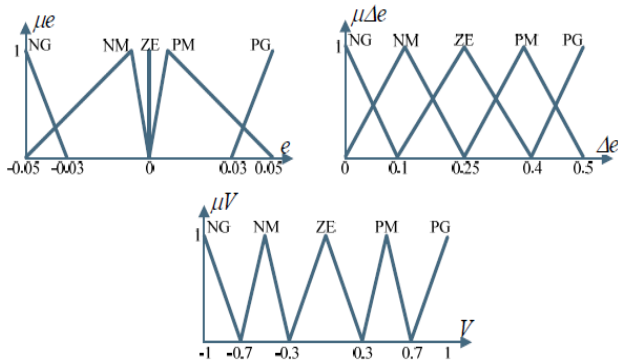 μe
NG NM ZE PM PG
1
-0.05 -0.03 0 0.03 0.05 e
μΔe
NG NM ZE PM PG
1
0 0.1 0.25 0.4 0.5 Δe
μV
NG NM ZE PM PG
1
-1 -0.7 -0.3 0.3 0.7 1 V